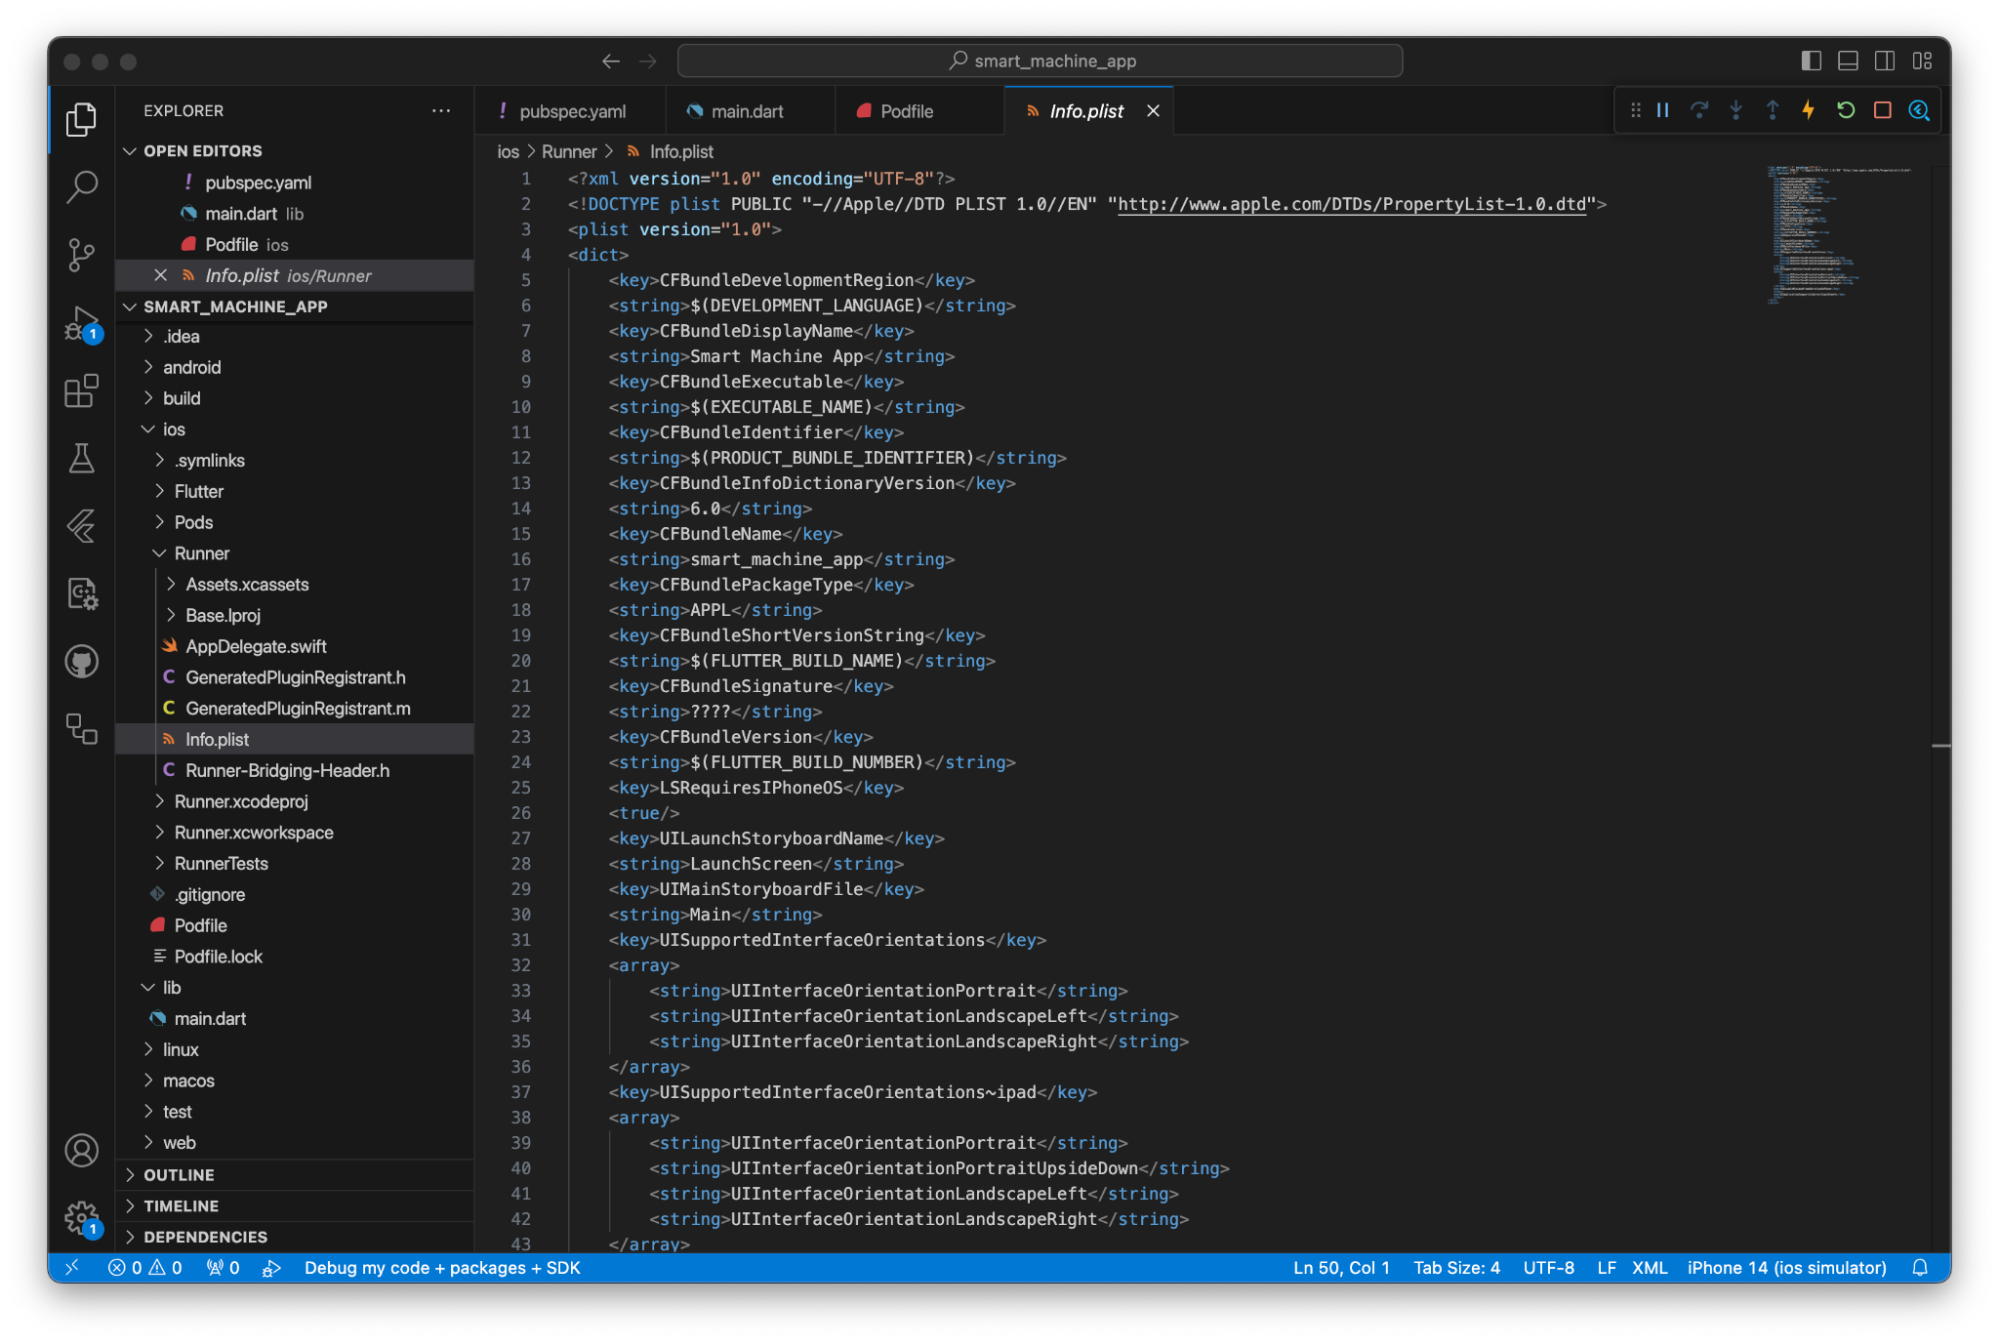 smart_machine_app
EXPLORER
OPEN EDITORS
! pubspec.yaml
main.dart lib
Podfile ios
Info.plist ios/Runner
SMART_MACHINE_APP
.idea
android
build
ios
.symlinks
Flutter
Pods
Runner
Assets.xcassets
Base.lproj
AppDelegate.swift
C GeneratedPluginRegistrant.h
C GeneratedPluginRegistrant.m
Info.plist
C Runner-Bridging-Header.h
Runner.xcodeproj
Runner.xcworkspace
RunnerTests
.gitignore
Podfile
Podfile.lock
lib
main.dart
linux
macos
test
web
OUTLINE
TIMELINE
DEPENDENCIES
1
1
! pubspec.yaml
main.dart
Podfile
Info.plist
ios > Runner > Info.plist
1 <?xml version="1.0" encoding="UTF-8"?>
2 <!DOCTYPE plist PUBLIC "-//Apple//DTD PLIST 1.0//EN" "http://www.apple.com/DTDs/PropertyList-1.0.dtd">
3 <plist version="1.0">
4 <dict>
5 <key>CFBundleDevelopmentRegion</key>
6 <string>$(DEVELOPMENT_LANGUAGE)</string>
7 <key>CFBundleDisplayName</key>
8 <string>Smart Machine App</string>
9 <key>CFBundleExecutable</key>
10 <string>$(EXECUTABLE_NAME)</string>
11 <key>CFBundleIdentifier</key>
12 <string>$(PRODUCT_BUNDLE_IDENTIFIER)</string>
13 <key>CFBundleInfoDictionaryVersion</key>
14 <string>6.0</string>
15 <key>CFBundleName</key>
16 <string>smart_machine_app</string>
17 <key>CFBundlePackageType</key>
18 <string>APPL</string>
19 <key>CFBundleShortVersionString</key>
20 <string>$(FLUTTER_BUILD_NAME)</string>
21 <key>CFBundleSignature</key>
22 <string>????</string>
23 <key>CFBundleVersion</key>
24 <string>$(FLUTTER_BUILD_NUMBER)</string>
25 <key>LSRequiresIPhoneOS</key>
26 <true/>
27 <key>UILaunchStoryboardName</key>
28 <string>LaunchScreen</string>
29 <key>UIMainStoryboardFile</key>
30 <string>Main</string>
31 <key>UISupportedInterfaceOrientations</key>
32 <array>
33 <string>UIInterfaceOrientationPortrait</string>
34 <string>UIInterfaceOrientationLandscapeLeft</string>
35 <string>UIInterfaceOrientationLandscapeRight</string>
36 </array>
37 <key>UISupportedInterfaceOrientations~ipad</key>
38 <array>
39 <string>UIInterfaceOrientationPortrait</string>
40 <string>UIInterfaceOrientationPortraitUpsideDown</string>
41 <string>UIInterfaceOrientationLandscapeLeft</string>
42 <string>UIInterfaceOrientationLandscapeRight</string>
43 </array>
0 0 0 Debug my code + packages + SDK Ln 50, Col 1 Tab Size: 4 UTF-8 LF XML iPhone 14 (ios simulator)